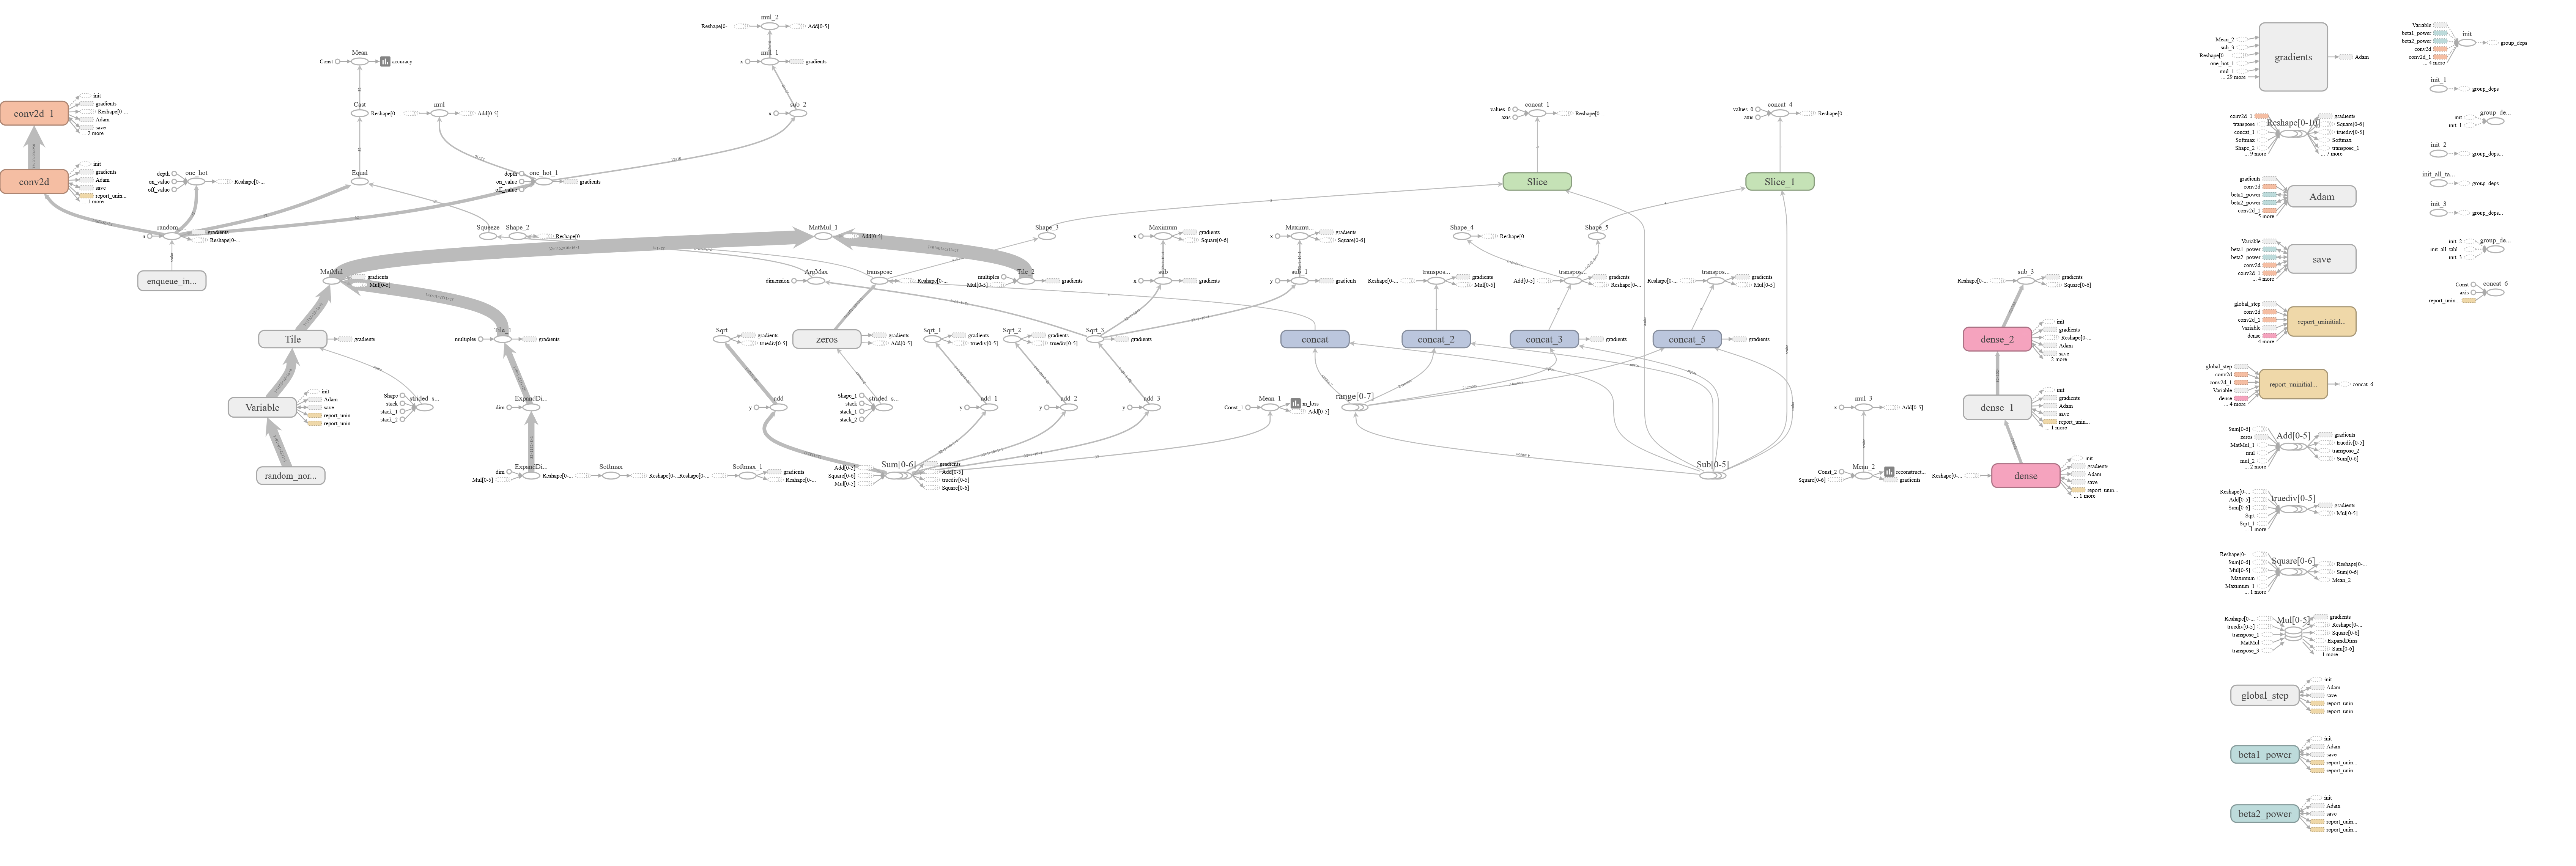 mul_2
Reshape[0-...
Add[0-5]
mul_1
x
gradients
Mean
Const
accuracy
conv2d_1
init
gradients
Reshape[0-...
Adam
save
... 2 more
Cast
Reshape[0-...
mul
Add[0-5]
sub_2
x
concat_1
values_0
axis
Reshape[0-...
concat_4
values_0
axis
Reshape[0-...
conv2d
init
gradients
Adam
save
report_unin...
... 1 more
one_hot
depth
on_value
off_value
Reshape[0-...
Equal
one_hot_1
depth
on_value
off_value
gradients
Slice
Slice_1
random_
n
gradients
Reshape[0-...
Squeeze
Shape_2
Reshape[0-...
MatMul_1
Add[0-5]
Shape_3
Maximum
x
gradients
Square[0-6]
Maximu...
x
gradients
Square[0-6]
Shape_4
Reshape[0-...
Shape_5
enqueue_in...
MatMul
gradients
Mul[0-5]
ArgMax
dimension
transpose
Reshape[0-...
Tile_2
multiples
Mul[0-5]
gradients
sub
x
gradients
sub_1
y
gradients
transpos...
Reshape[0-...
gradients
Mul[0-5]
transpos...
Add[0-5]
gradients
Reshape[0-...
transpos...
Reshape[0-...
gradients
Mul[0-5]
sub_3
Reshape[0-...
gradients
Square[0-6]
Tile
gradients
Tile_1
multiples
gradients
Sqrt
gradients
truediv[0-5]
zeros
gradients
Add[0-5]
Sqrt_1
gradients
truediv[0-5]
Sqrt_2
gradients
truediv[0-5]
Sqrt_3
gradients
concat
concat_2
concat_3
gradients
concat_5
gradients
dense_2
init
gradients
Reshape[0-...
Adam
save
... 2 more
Variable
init
Adam
save
report_unin...
report_unin...
strided_s...
Shape
stack
stack_1
stack_2
ExpandDi...
dim
add
y
strided_s...
Shape_1
stack
stack_1
stack_2
add_1
y
add_2
y
add_3
y
Mean_1
Const_1
m_loss
Add[0-5]
range[0-7]
mul_3
x
Add[0-5]
dense_1
init
gradients
Adam
save
report_unin...
... 1 more
random_nor...
ExpandDi...
dim
Mul[0-5]
Reshape[0-...
Softmax
Reshape[0-...
Reshape[0-...
Softmax_1
gradients
Reshape[0-...
Sum[0-6]
Add[0-5]
Square[0-6]
Mul[0-5]
gradients
Add[0-5]
truediv[0-5]
Square[0-6]
Sub[0-5]
Mean_2
Const_2
Square[0-6]
reconstruct...
gradients
dense
Reshape[0-...
init
gradients
Adam
save
report_unin...
... 1 more
gradients
Mean_2
sub_3
Reshape[0-...
one_hot_1
mul_1
... 29 more
Adam
Reshape[0-10]
conv2d_1
transpose
concat_1
Softmax
Shape_2
... 9 more
gradients
Square[0-6]
truediv[0-5]
Softmax
transpose_1
... 7 more
Adam
gradients
conv2d
beta1_power
beta2_power
conv2d_1
... 5 more
save
Variable
beta1_power
beta2_power
conv2d
conv2d_1
... 4 more
report_uninitial...
global_step
conv2d
conv2d_1
Variable
dense
... 4 more
report_uninitial...
global_step
conv2d
conv2d_1
Variable
dense
... 4 more
concat_6
Add[0-5]
Sum[0-6]
zeros
MatMul_1
mul
mul_2
... 2 more
gradients
truediv[0-5]
transpose_2
Sum[0-6]
truediv[0-5]
Reshape[0-...
Add[0-5]
Sum[0-6]
Sqrt
Sqrt_1
... 1 more
gradients
Mul[0-5]
Square[0-6]
Reshape[0-...
Sum[0-6]
Mul[0-5]
Maximum
Maximum_1
... 1 more
Reshape[0-...
Sum[0-6]
Mean_2
Mul[0-5]
Reshape[0-...
truediv[0-5]
transpose_1
MatMul
transpose_3
gradients
Reshape[0-...
Square[0-6]
ExpandDims
Sum[0-6]
... 1 more
global_step
init
Adam
save
report_unin...
report_unin...
beta1_power
init
Adam
save
report_unin...
report_unin...
beta2_power
init
Adam
save
report_unin...
report_unin...
init
Variable
beta1_power
beta2_power
conv2d
conv2d_1
... 4 more
group_deps
init_1
group_deps
group_de...
init
init_1
init_2
group_deps...
init_all_ta...
group_deps...
init_3
group_deps...
group_de...
init_2
init_all_tabl...
init_3
concat_6
Const
axis
report_unin...